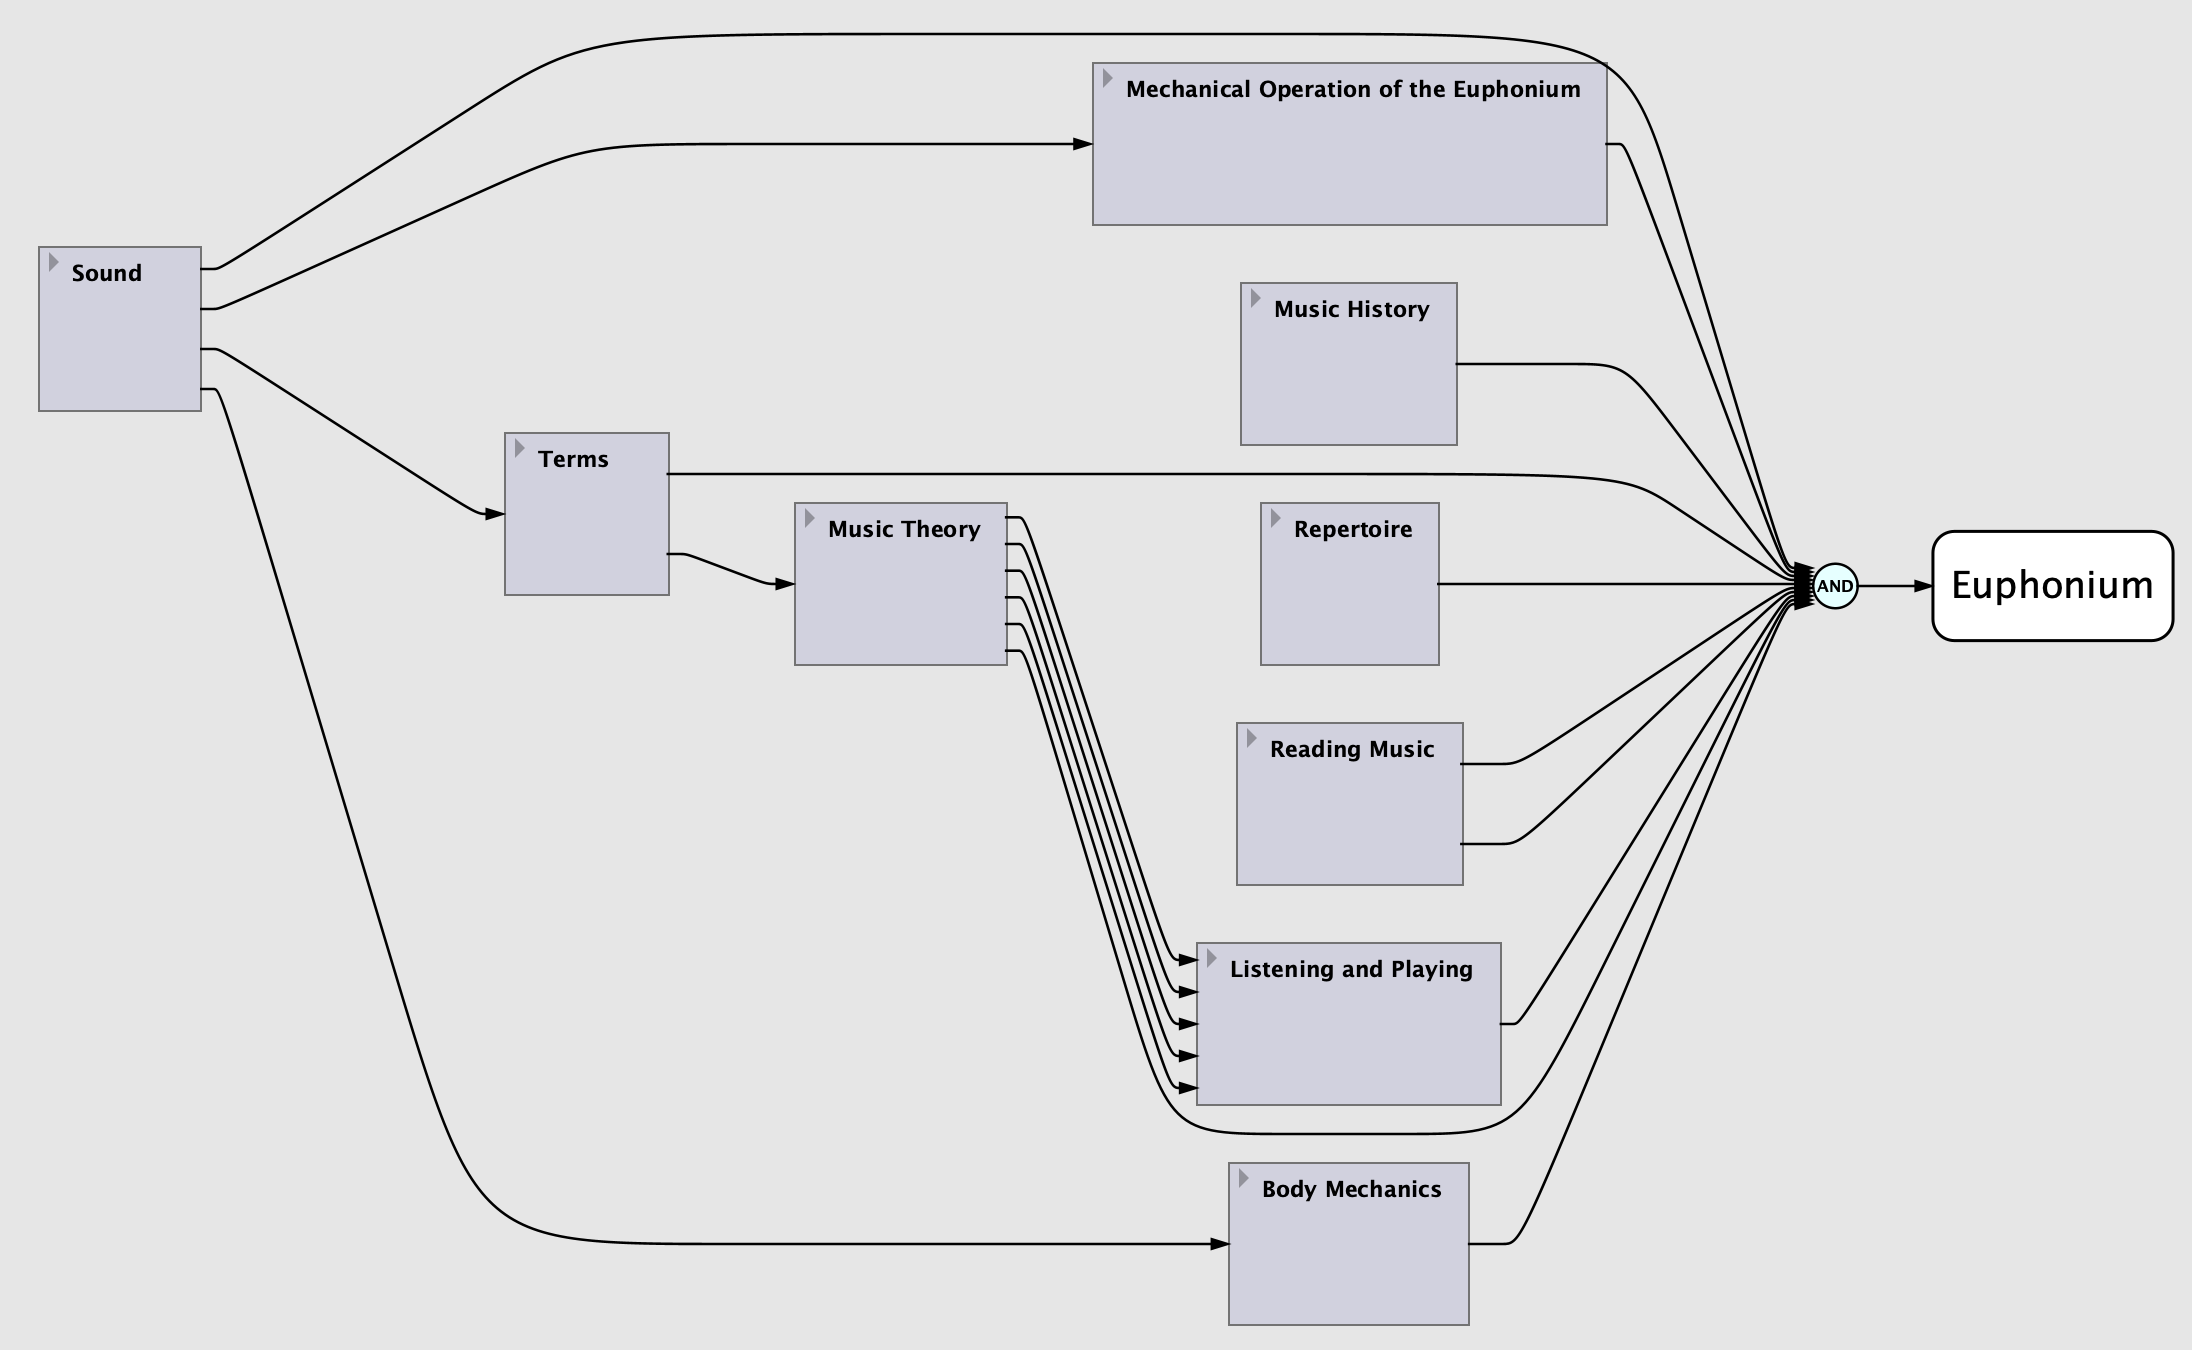 Mechanical Operation of the Euphonium
Sound
Music History
Terms
Music Theory
Repertoire
AND
Euphonium
Reading Music
Listening and Playing
Body Mechanics